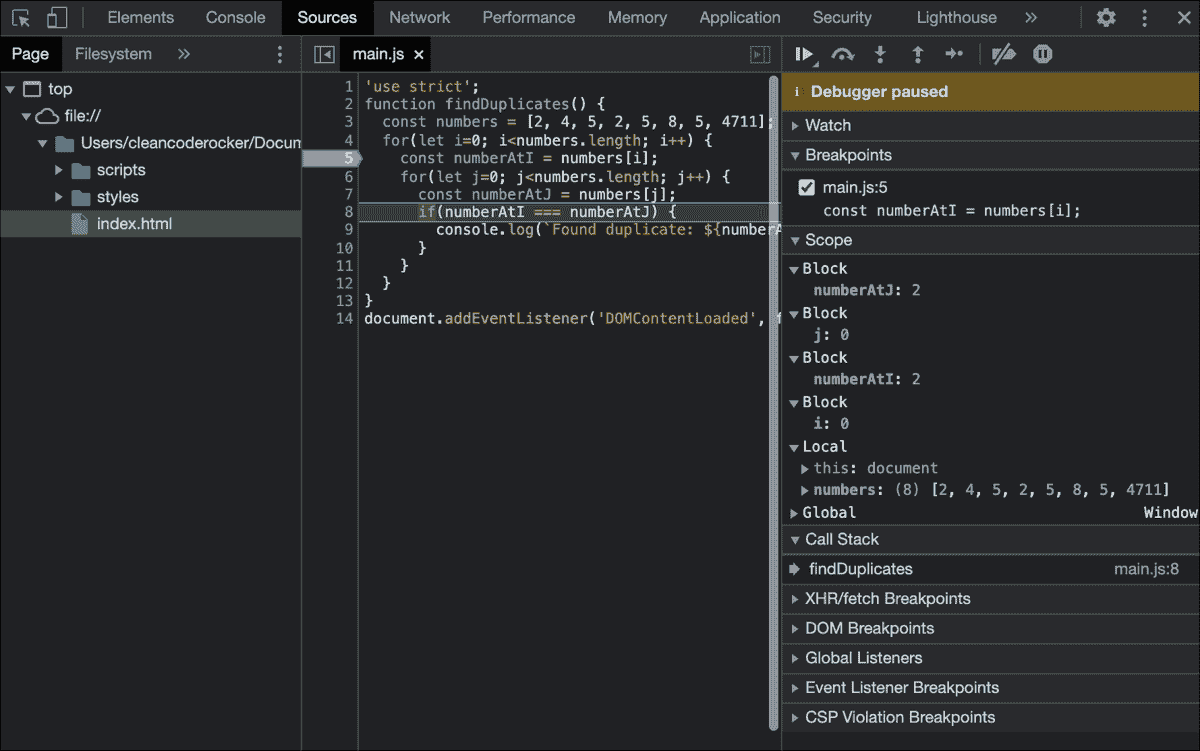 Elements Console Sources Network Performance Memory Application Security Lighthouse »
Page Filesystem »
main.js ×
top
file://
Users/cleancoderocker/Docum
scripts
styles
index.html
1 'use strict';
2 function findDuplicates() {
3 const numbers = [2, 4, 5, 2, 5, 8, 5, 4711];
4 for(let i=0; i<numbers.length; i++) {
5 const numberAtI = numbers[i];
6 for(let j=0; j<numbers.length; j++) {
7 const numberAtJ = numbers[j];
8 if(numberAtI === numberAtJ) {
9 console.log(`Found duplicate: ${numberA
10 }
11 }
12 }
13 }
14 document.addEventListener('DOMContentLoaded', f
i Debugger paused
Watch
Breakpoints
main.js:5
const numberAtI = numbers[i];
Scope
Block
numberAtJ: 2
Block
j: 0
Block
numberAtI: 2
Block
i: 0
Local
this: document
numbers: (8) [2, 4, 5, 2, 5, 8, 5, 4711]
Global Window
Call Stack
findDuplicates main.js:8
XHR/fetch Breakpoints
DOM Breakpoints
Global Listeners
Event Listener Breakpoints
CSP Violation Breakpoints